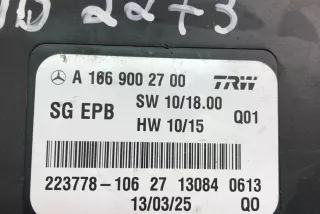 2273
A 166 900 27 00 TRW
SG EPB SW 10/18.00 Q01
HW 10/15
223778-106 27 13084 0613
13/03/25 QO